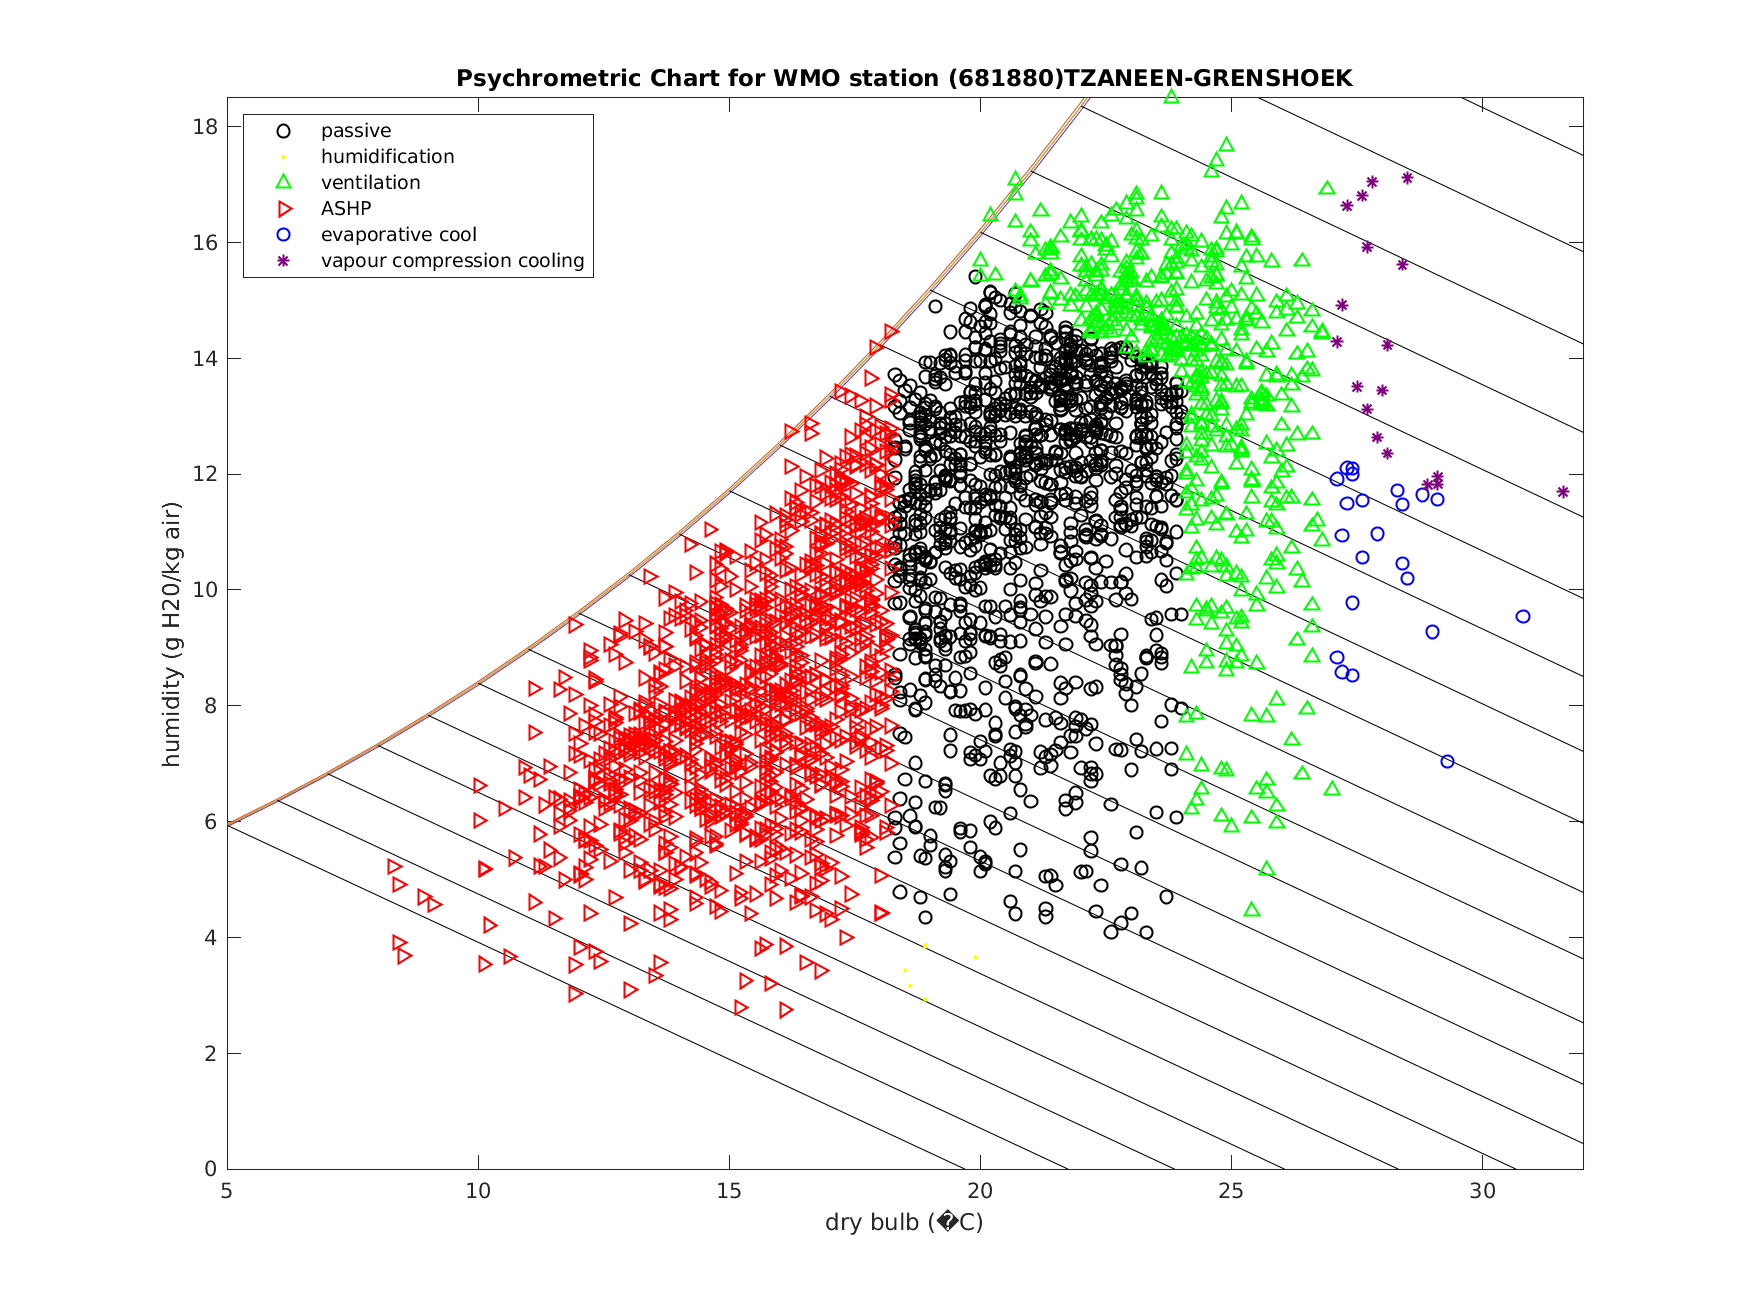 Psychrometric Chart for WMO station (681880)TZANEEN-GRENSHOEK
passive
humidification
ventilation
ASHP
evaporative cool
vapour compression cooling
humidity (g H20/kg air)
18
16
14
12
10
8
6
4
2
0
5
10
15
20
25
30
dry bulb (�C)